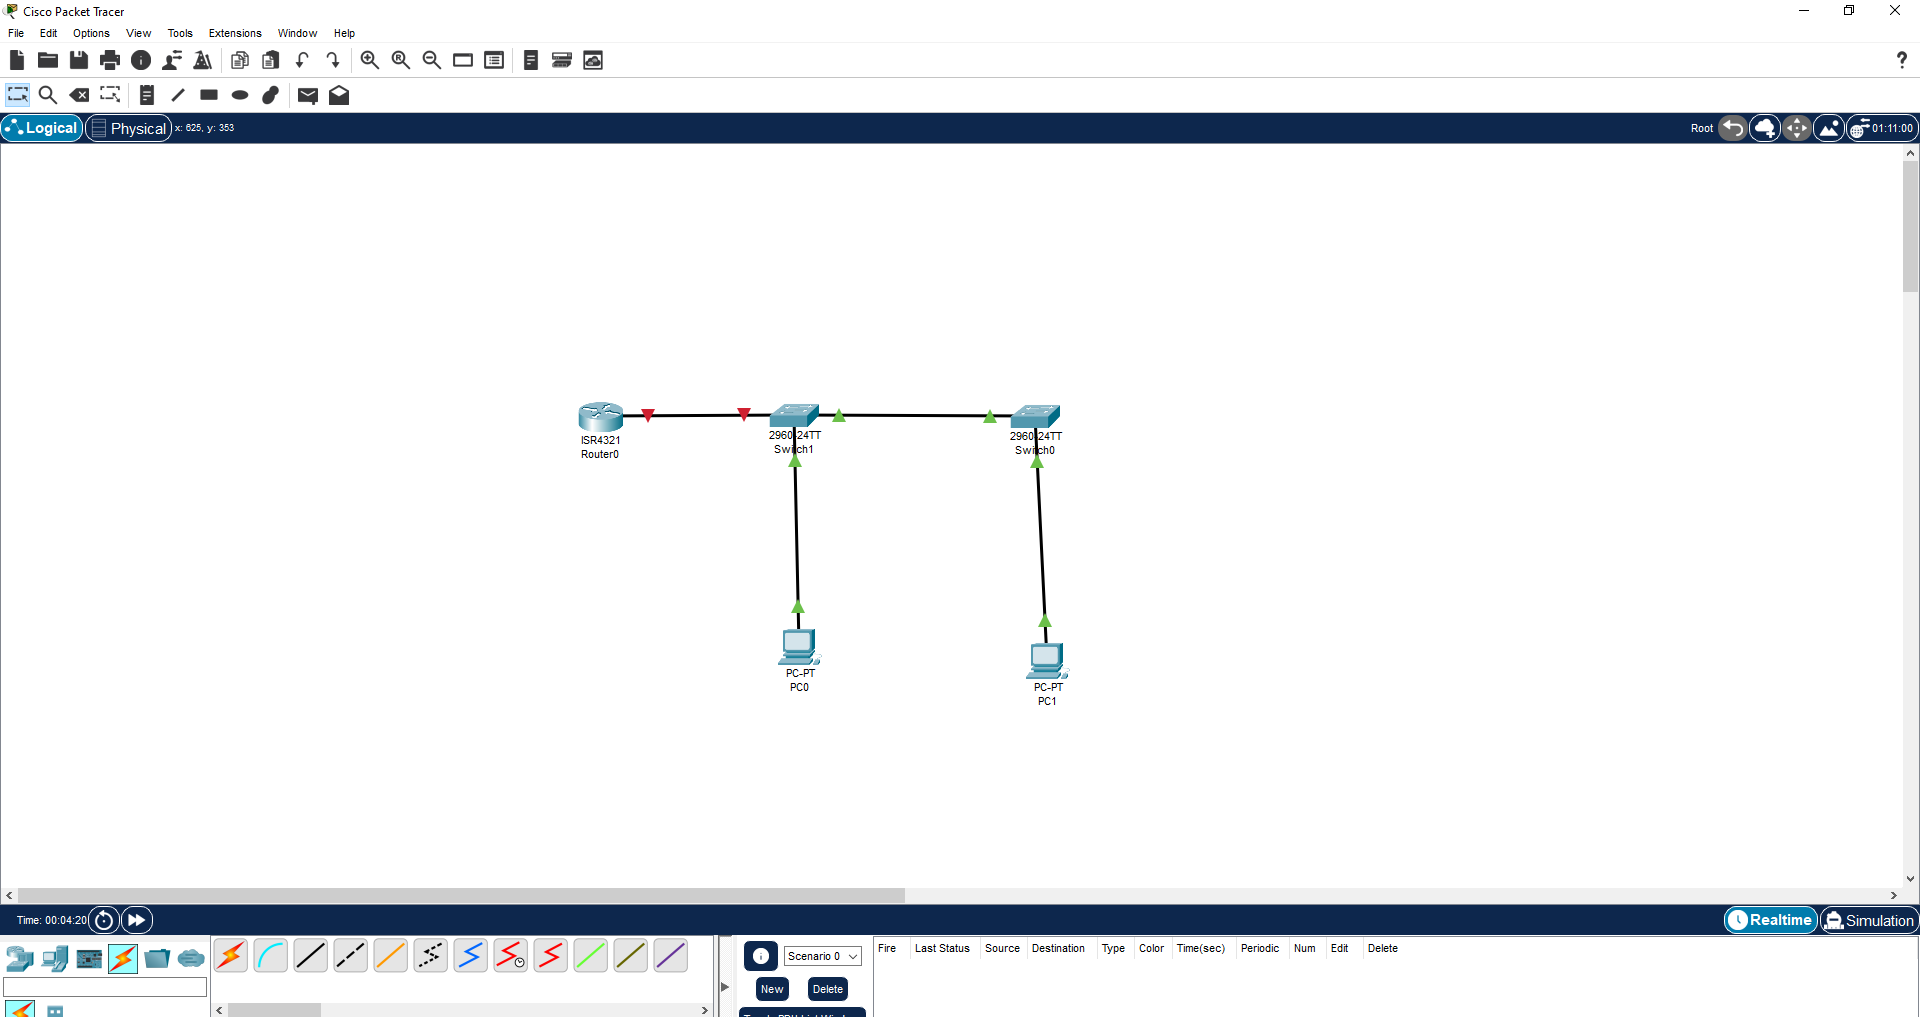 Cisco Packet Tracer
File Edit Options View Tools Extensions Window Help
Logical Physical x: 625, y: 353 Root 01:11:00
ISR4321
Router0
2960-24TT
Switch1
2960-24TT
Switch0
PC-PT
PC0
PC-PT
PC1
Time: 00:04:20 Realtime Simulation
Scenario 0
New Delete
Fire Last Status Source Destination Type Color Time(sec) Periodic Num Edit Delete